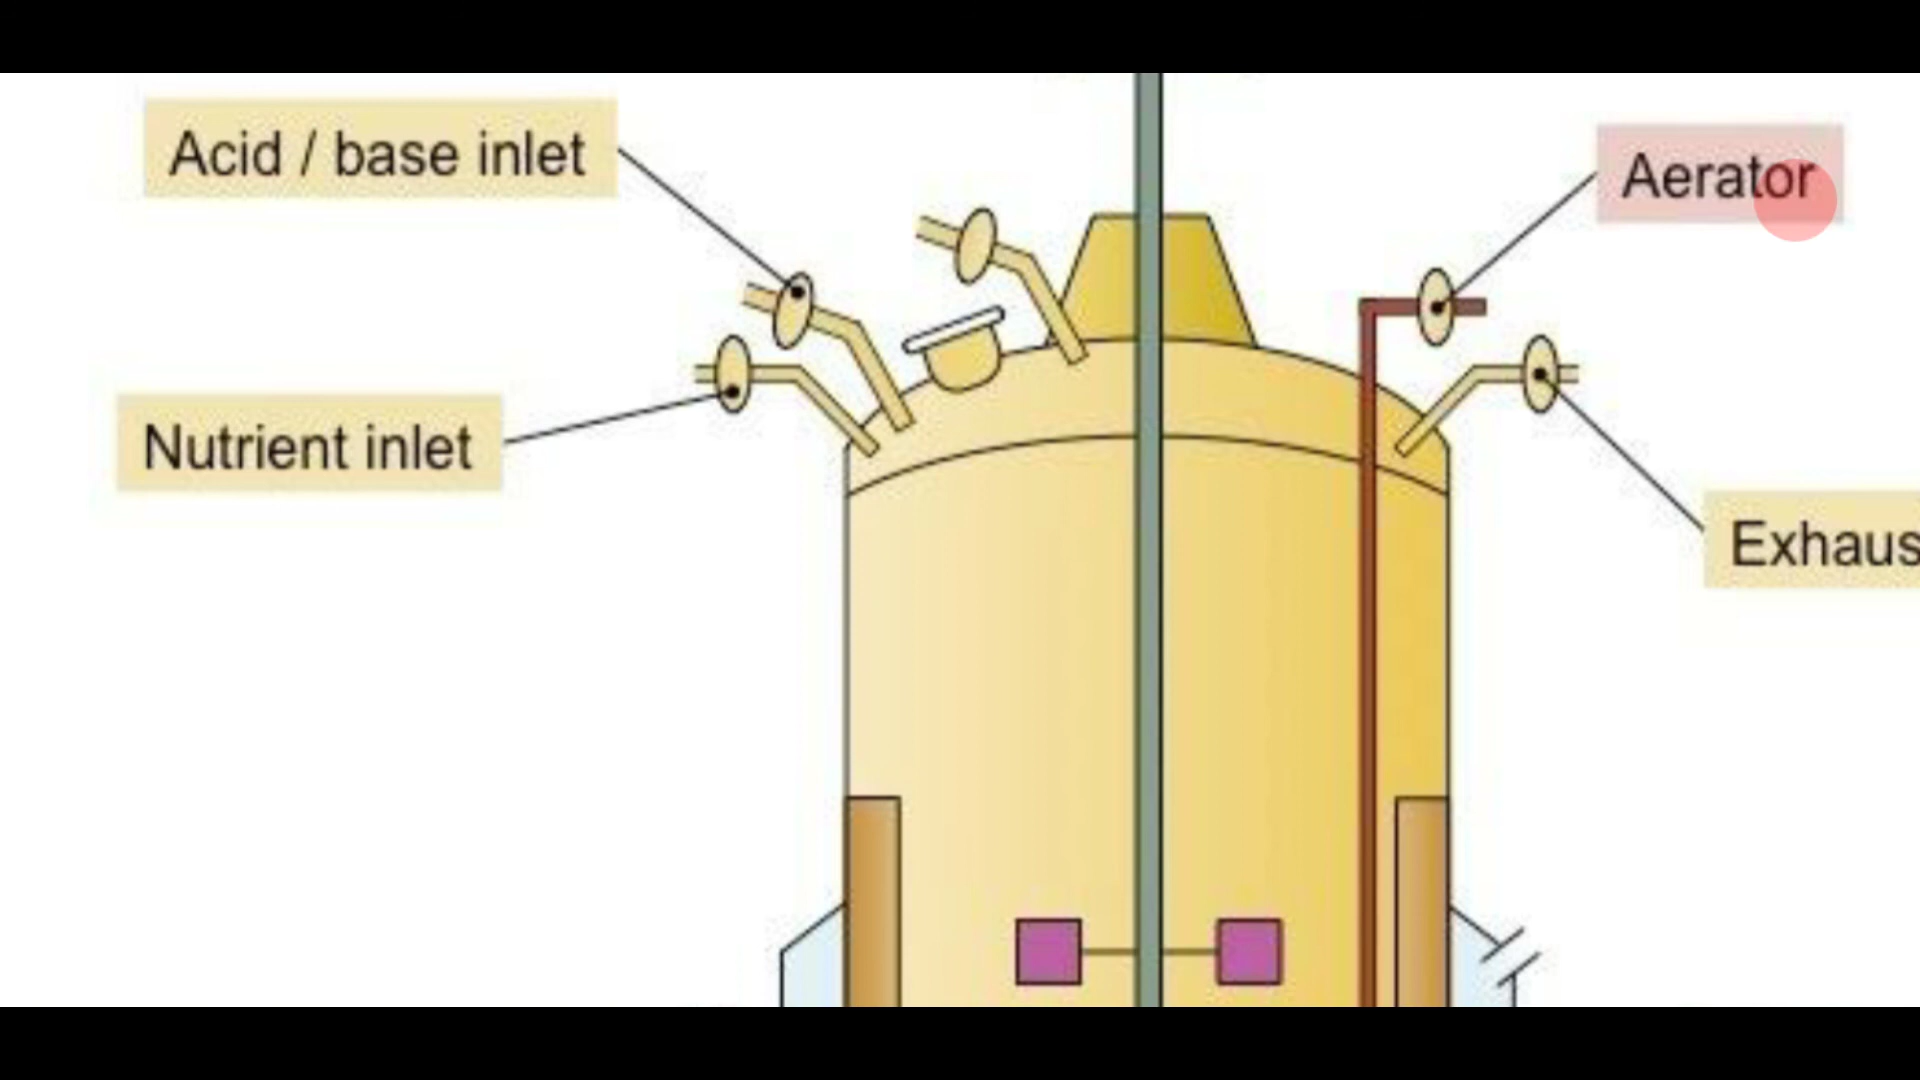 Acid / base inlet
Aerator
Nutrient inlet
Exhaus